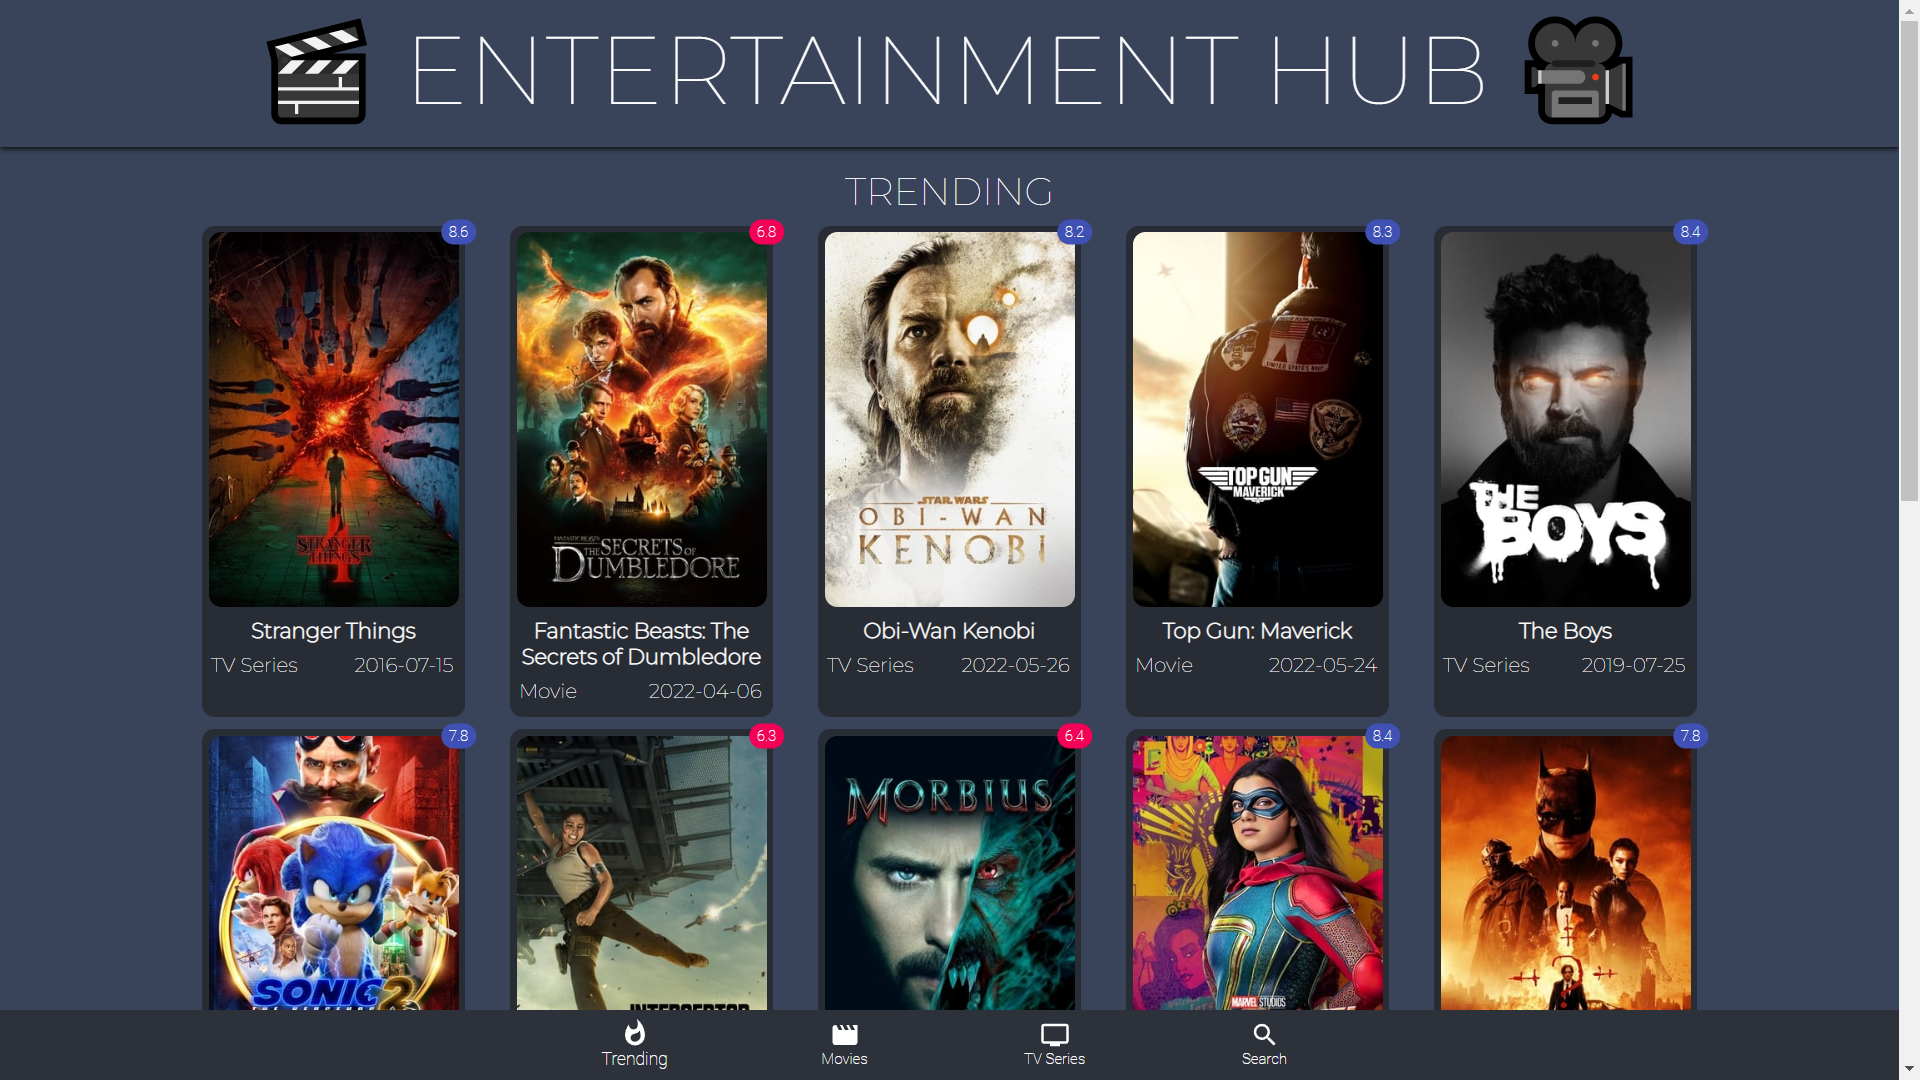 ENTERTAINMENT HUB
TRENDING
8.6
6.8
8.2
8.3
8.4
STRANGER
THINGS
4
FANTASTIC BEASTS
THE SECRETS OF
DUMBLEDORE
STAR WARS
OBI-WAN
KENOBI
UNITED STATES NAVY
TOP GUN
MAVERICK
THE
BOYS
Stranger Things
TV Series 2016-07-15
Fantastic Beasts: The
Secrets of Dumbledore
Movie 2022-04-06
Obi-Wan Kenobi
TV Series 2022-05-26
Top Gun: Maverick
Movie 2022-05-24
The Boys
TV Series 2019-07-25
7.8
6.3
6.4
8.4
7.8
SONIC 2
INTERCEPTOR
MORBIUS
MARVEL STUDIOS
Trending
Movies
TV Series
Search